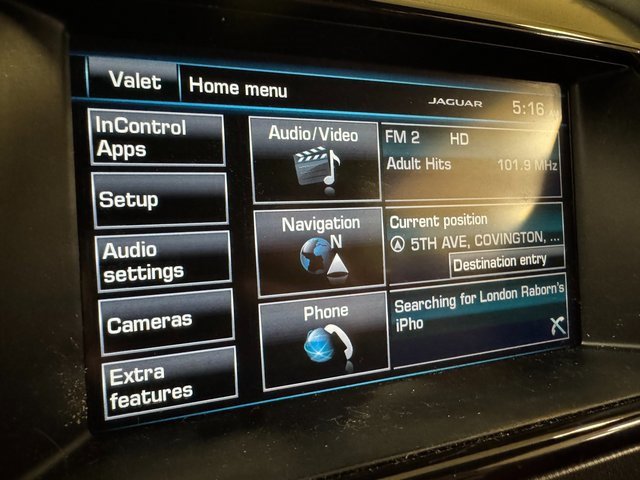 Valet
Home menu
JAGUAR
5:16 AM
InControl
Apps
Setup
Audio
settings
Cameras
Extra
features
Audio/Video
Navigation
N
Phone
FM 2 HD
Adult Hits 101.9 MHz
Current position
5TH AVE, COVINGTON, ...
Destination entry
Searching for London Raborn's
iPho